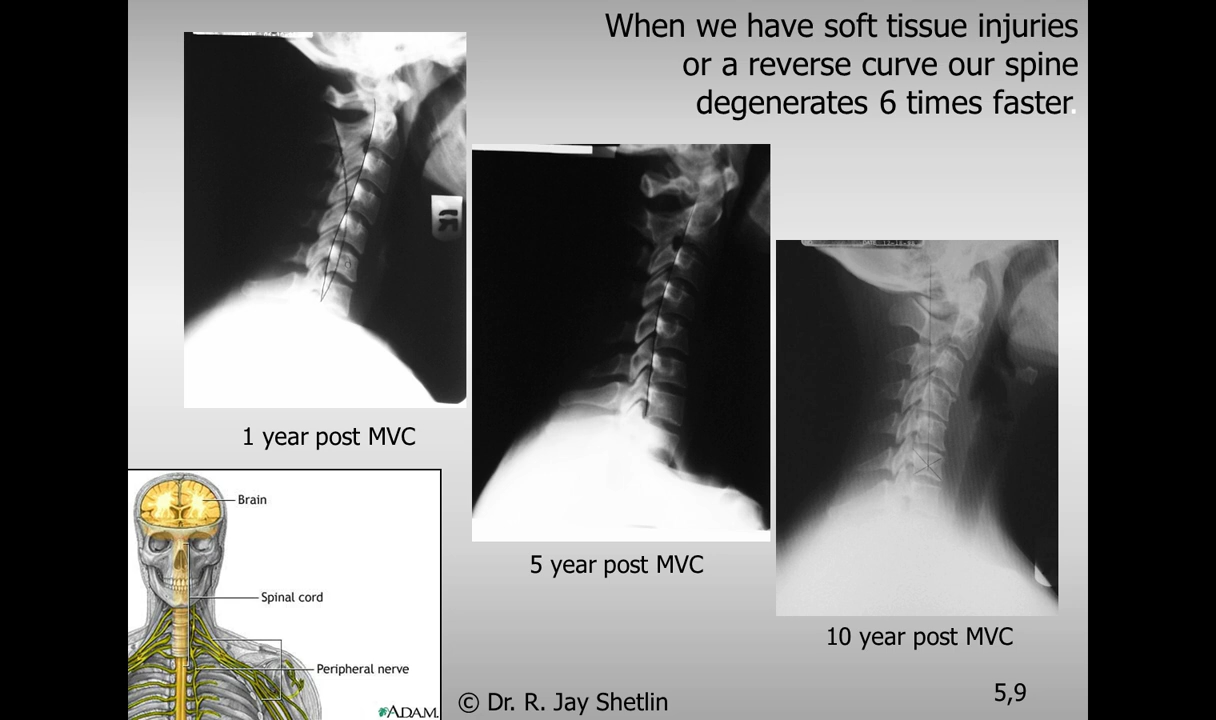 When we have soft tissue injuries
or a reverse curve our spine
degenerates 6 times faster.
1 year post MVC
5 year post MVC
10 year post MVC
Brain
Spinal cord
Peripheral nerve
ADAM.
© Dr. R. Jay Shetlin
5,9